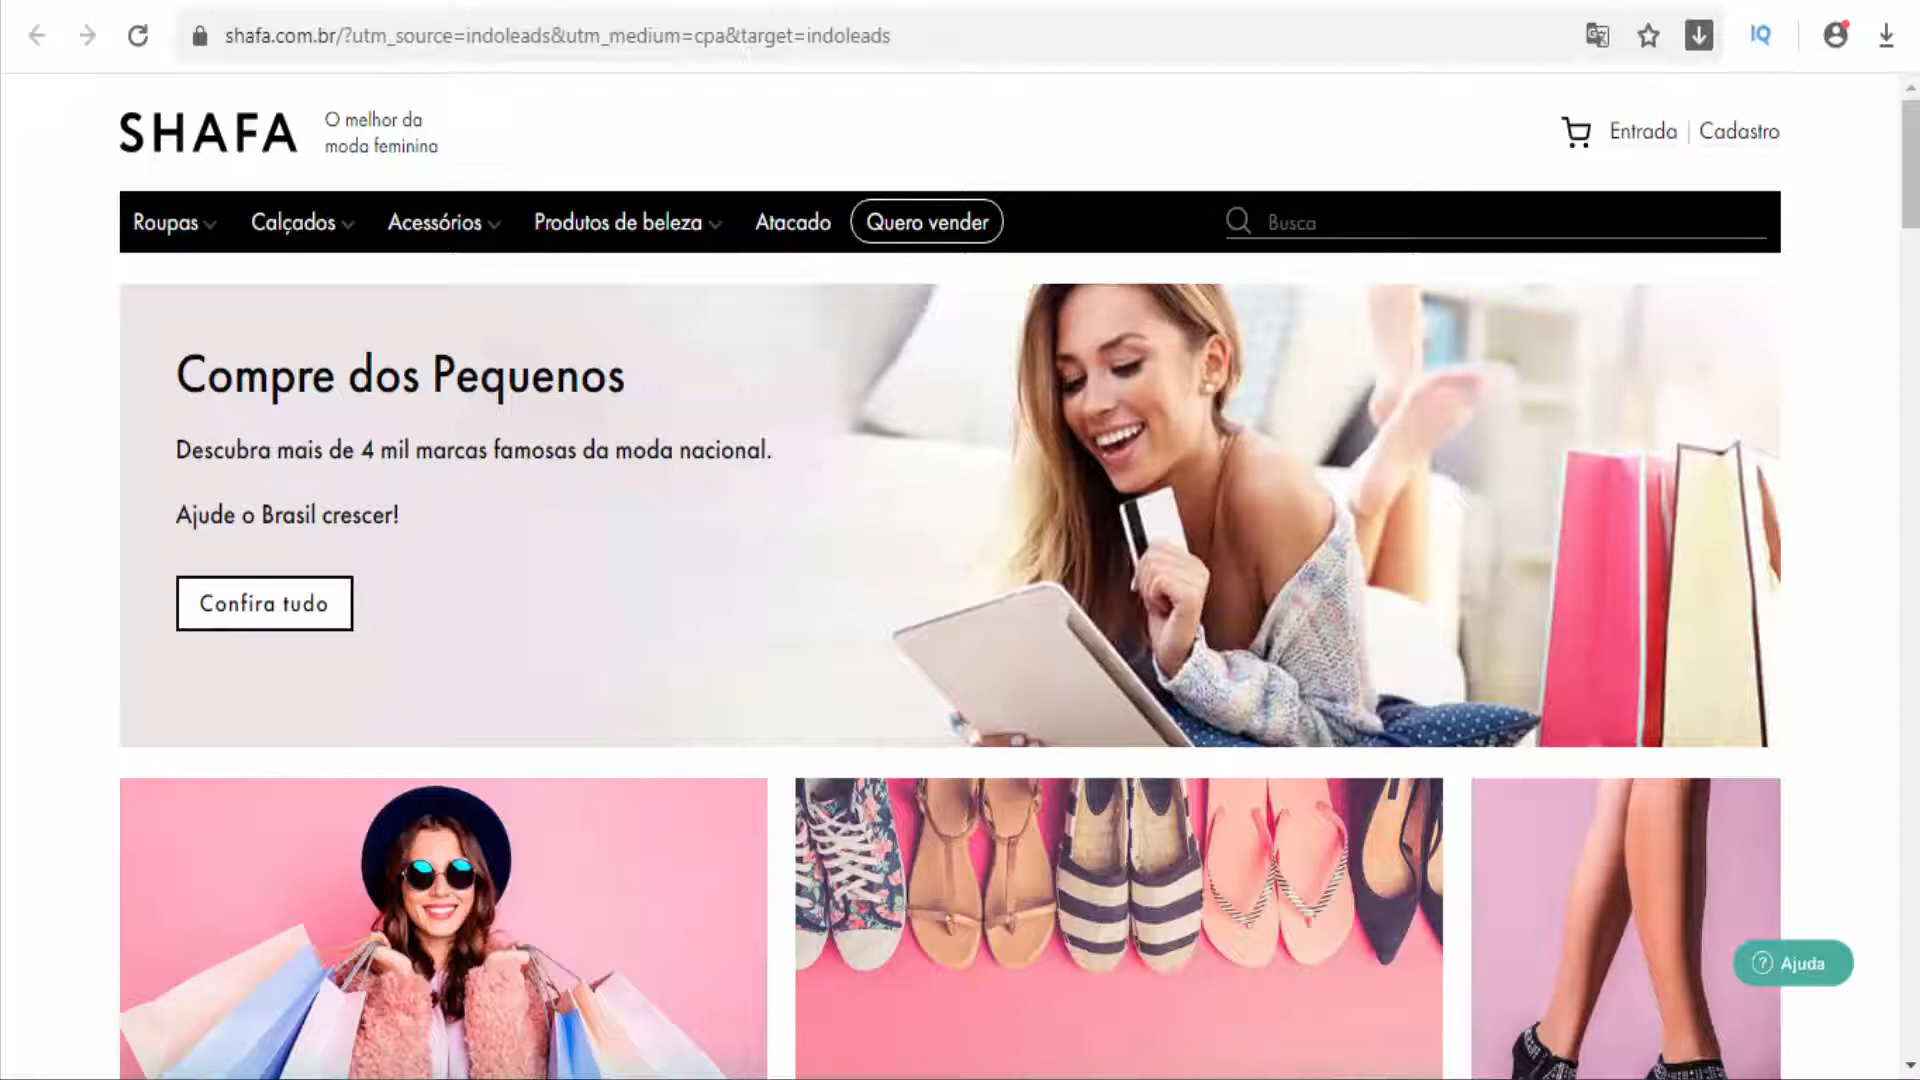 shafa.com.br/?utm_source=indoleads&utm_medium=cpa&target=indoleads
IQ
SHAFA
O melhor da
moda feminina
Entrada | Cadastro
Roupas Calçados Acessórios Produtos de beleza Atacado Quero vender Busca
Compre dos Pequenos
Descubra mais de 4 mil marcas famosas da moda nacional.
Ajude o Brasil crescer!
Confira tudo
? Ajuda